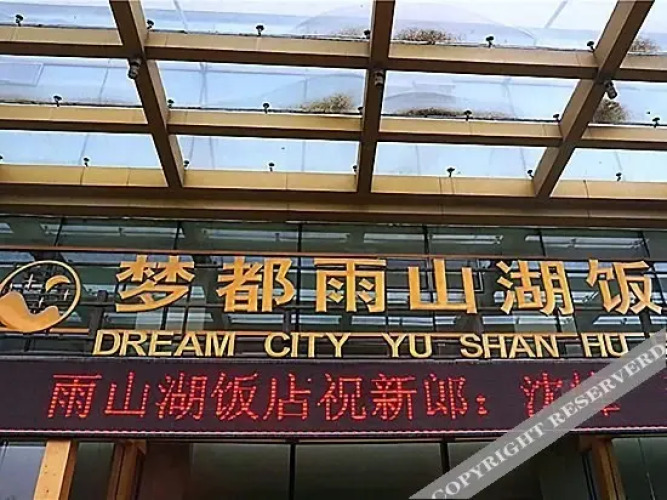 梦都雨山湖饭
DREAM CITY YU SHAN HU
雨山湖饭店祝新郎：沈
COPYRIGHT RESERVED